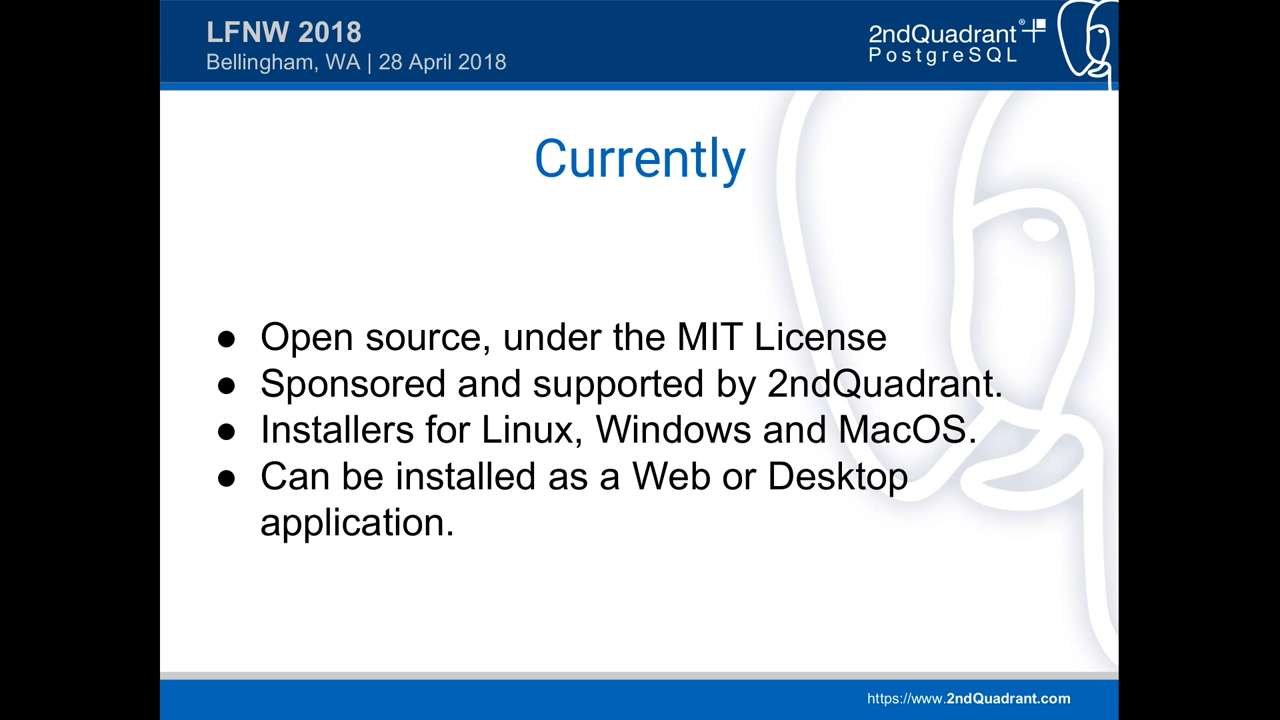 LFNW 2018
Bellingham, WA | 28 April 2018
2ndQuadrant®
PostgreSQL
Currently
● Open source, under the MIT License
● Sponsored and supported by 2ndQuadrant.
● Installers for Linux, Windows and MacOS.
● Can be installed as a Web or Desktop
application.
https://www.2ndQuadrant.com